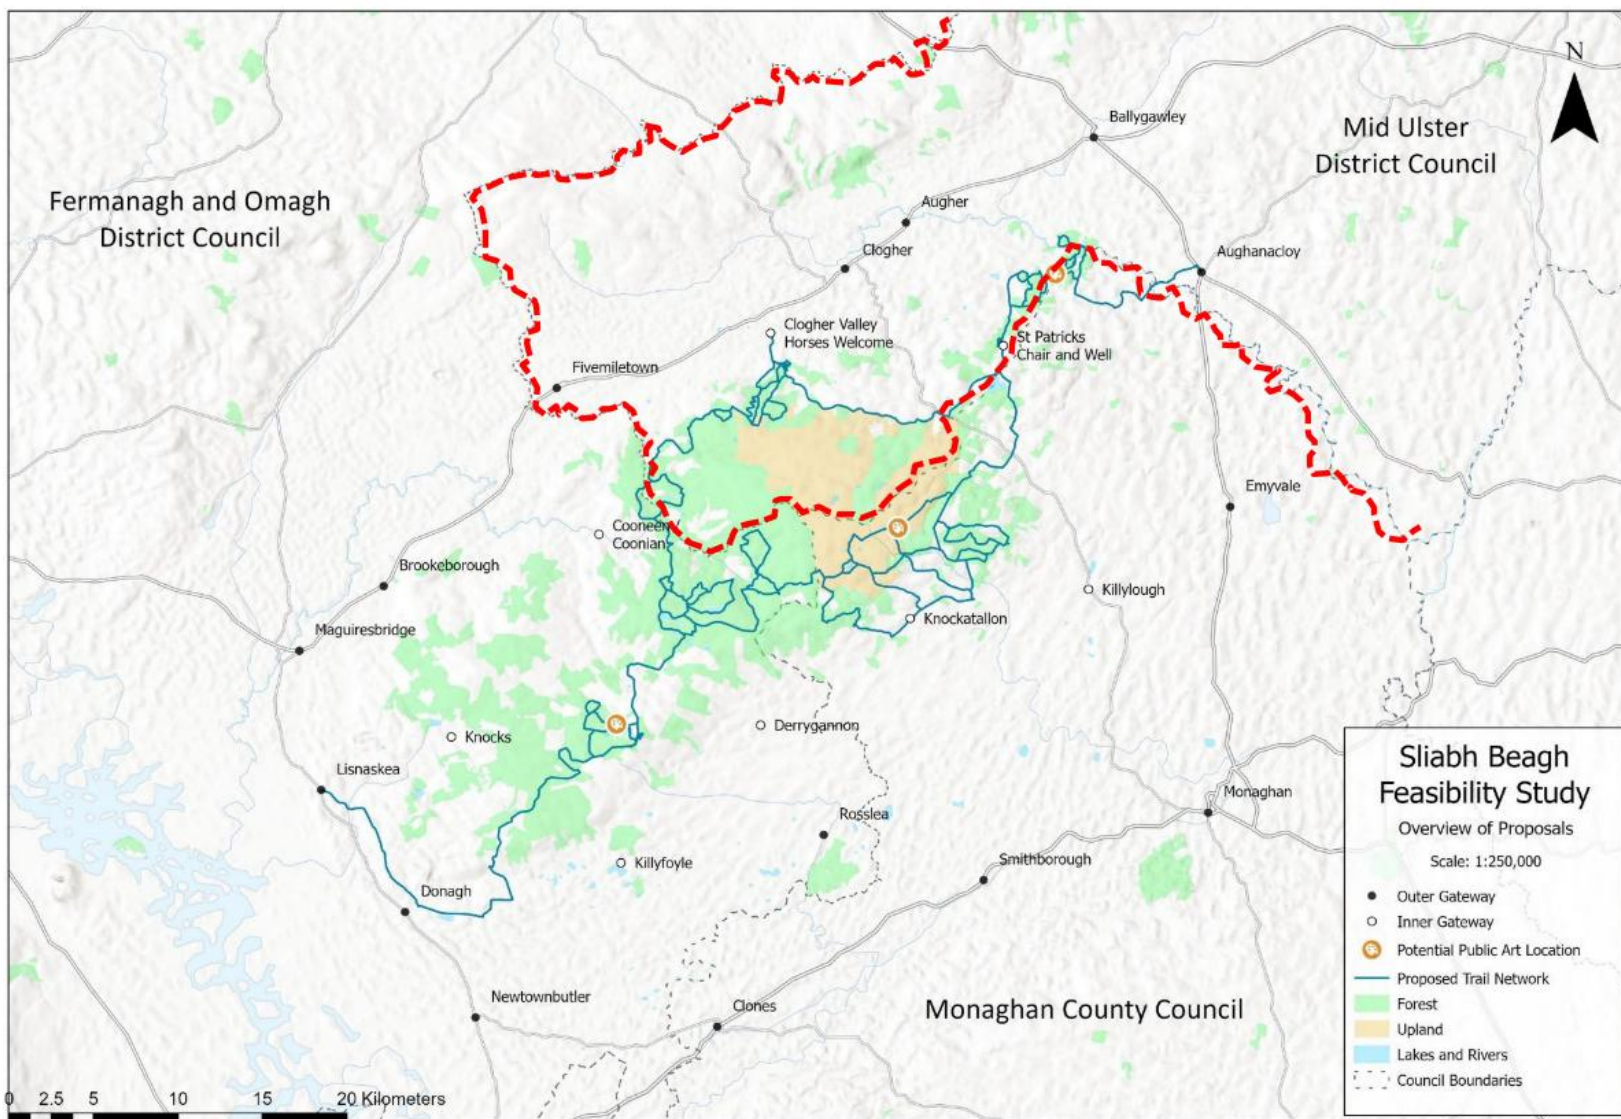 N
Ballygawley
Mid Ulster
District Council
Fermanagh and Omagh
District Council
Augher
Clogher
Aughanacloy
Clogher Valley
Horses Welcome
St Patricks
Chair and Well
Fivemiletown
Emyvale
Cooneen /
Coonian
Brookeborough
Killylough
Knockatallon
Maguiresbridge
Derrygannon
Knocks
Lisnaskea
Monaghan
Rosslea
Smithborough
Killyfoyle
Donagh
Newtownbutler
Clones
Monaghan County Council
Sliabh Beagh
Feasibility Study
Overview of Proposals
Scale: 1:250,000
Outer Gateway
Inner Gateway
Potential Public Art Location
Proposed Trail Network
Forest
Upland
Lakes and Rivers
Council Boundaries
0 2.5 5 10 15 20 Kilometers